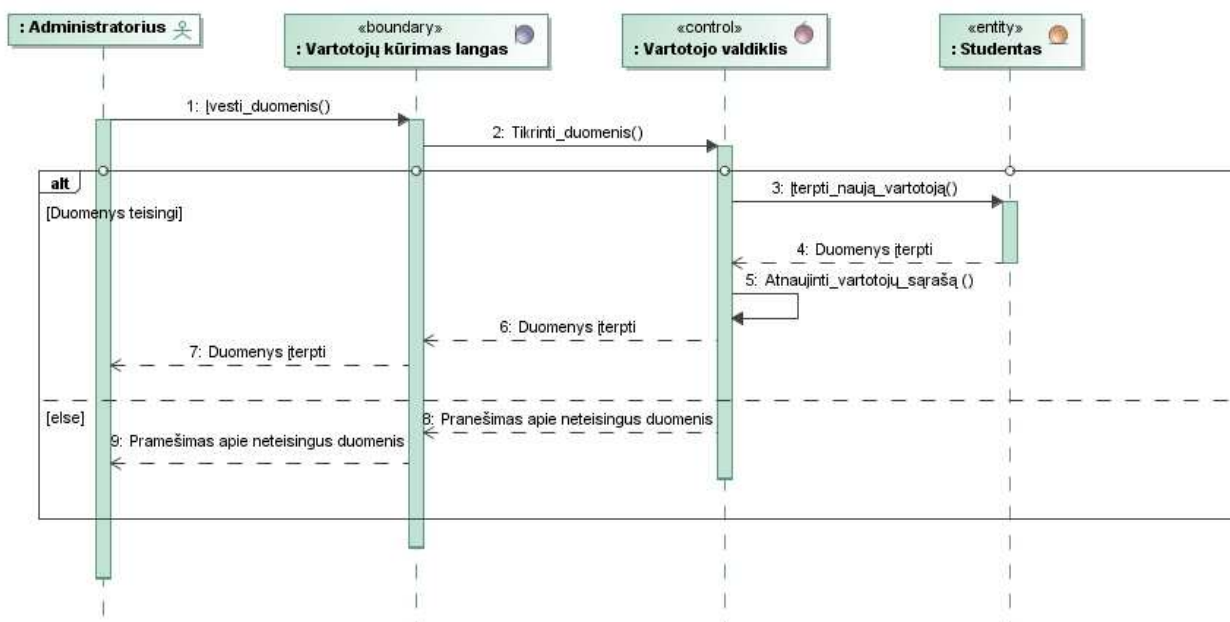 : Administratorius
«boundary»
: Vartotojų kūrimas langas
«control»
: Vartotojo valdiklis
«entity»
: Studentas
1: Įvesti_duomenis()
2: Tikrinti_duomenis()
alt
[Duomenys teisingi]
3: Įterpti_naują_vartotoją()
4: Duomenys įterpti
5: Atnaujinti_vartotojų_sąrašą ()
6: Duomenys įterpti
7: Duomenys įterpti
[else]
8: Pranešimas apie neteisingus duomenis
9: Pramešimas apie neteisingus duomenis